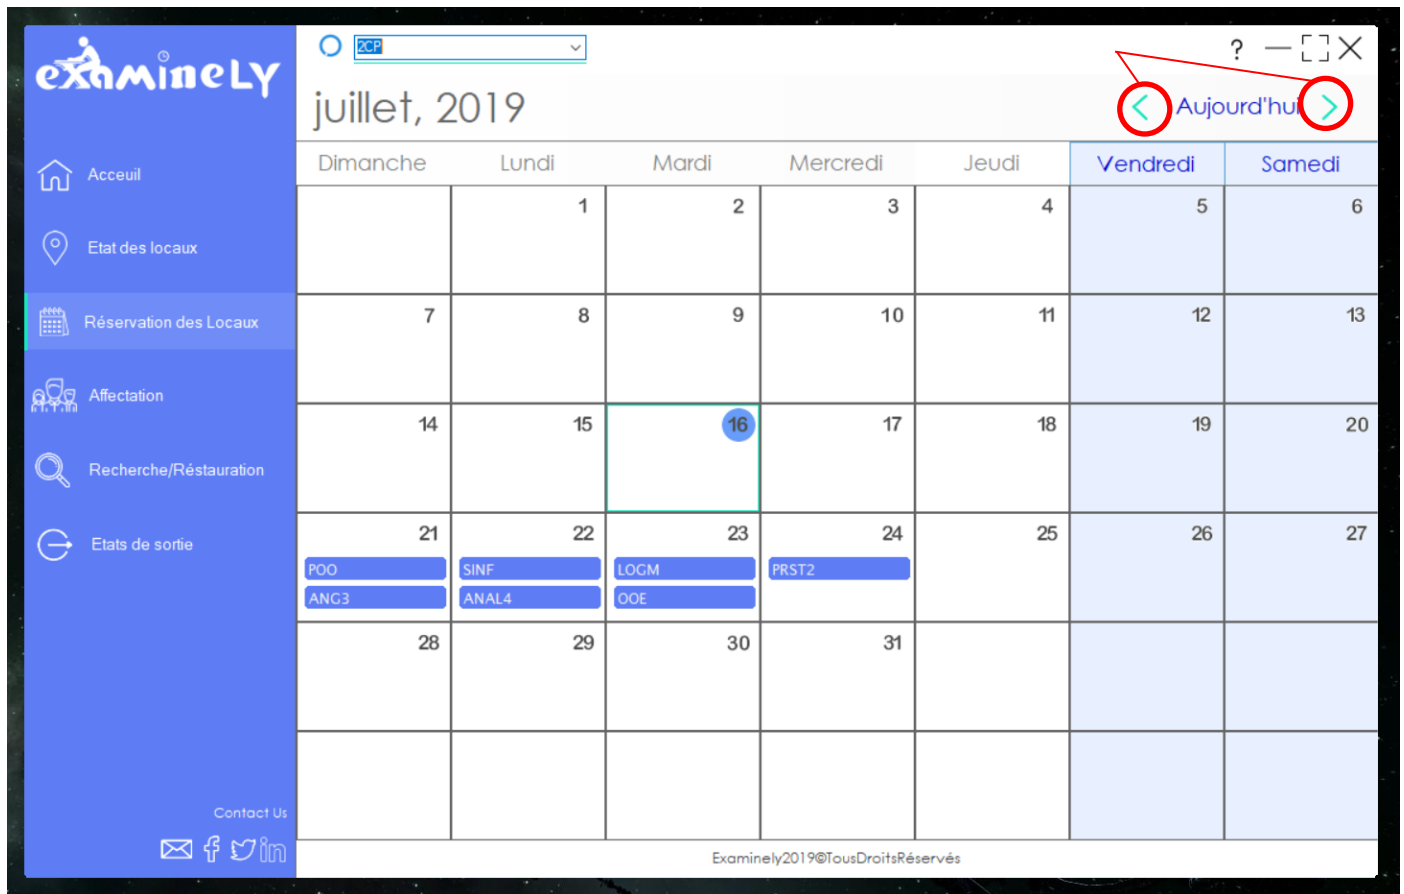 examinely
2CP
?
juillet, 2019
Aujourd'hui
Dimanche Lundi Mardi Mercredi Jeudi Vendredi Samedi
1 2 3 4 5 6
7 8 9 10 11 12 13
14 15 16 17 18 19 20
21 22 23 24 25 26 27
POO SINF LOGM PRST2
ANG3 ANAL4 OOE
28 29 30 31
Acceuil
Etat des locaux
Réservation des Locaux
Affectation
Recherche/Réstauration
Etats de sortie
Contact Us
f in
Examinely2019©TousDroitsRésérvés